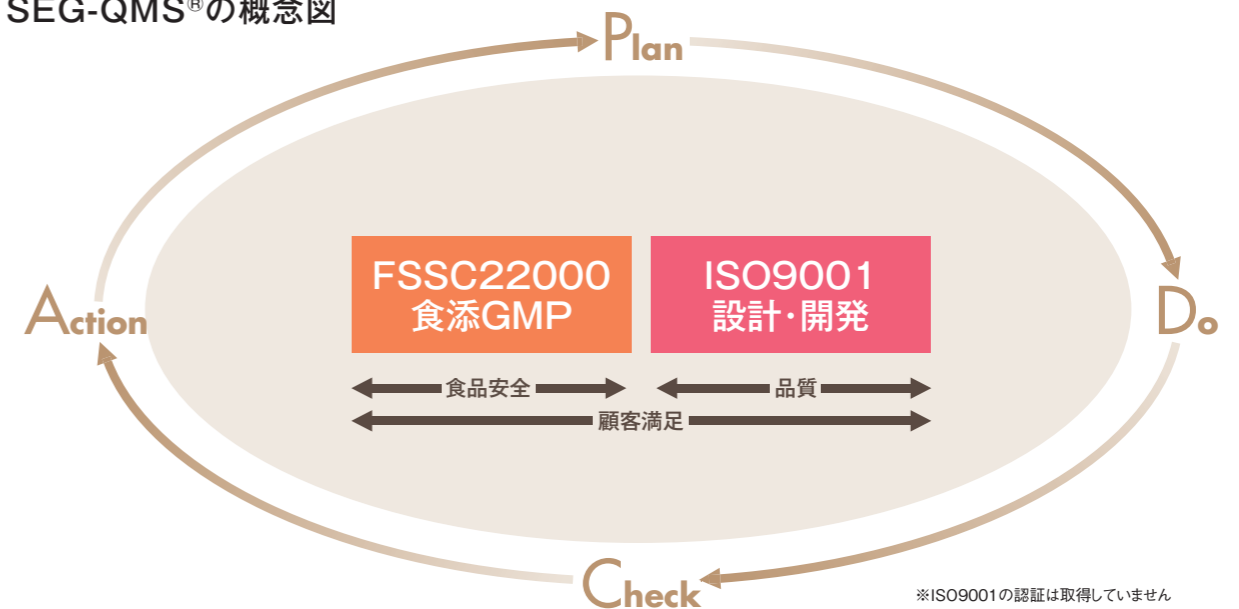 SEG-QMS®の概念図
Plan
Action
Do
FSSC22000
食添GMP
ISO9001
設計・開発
食品安全
品質
顧客満足
Check
※ISO9001の認証は取得していません